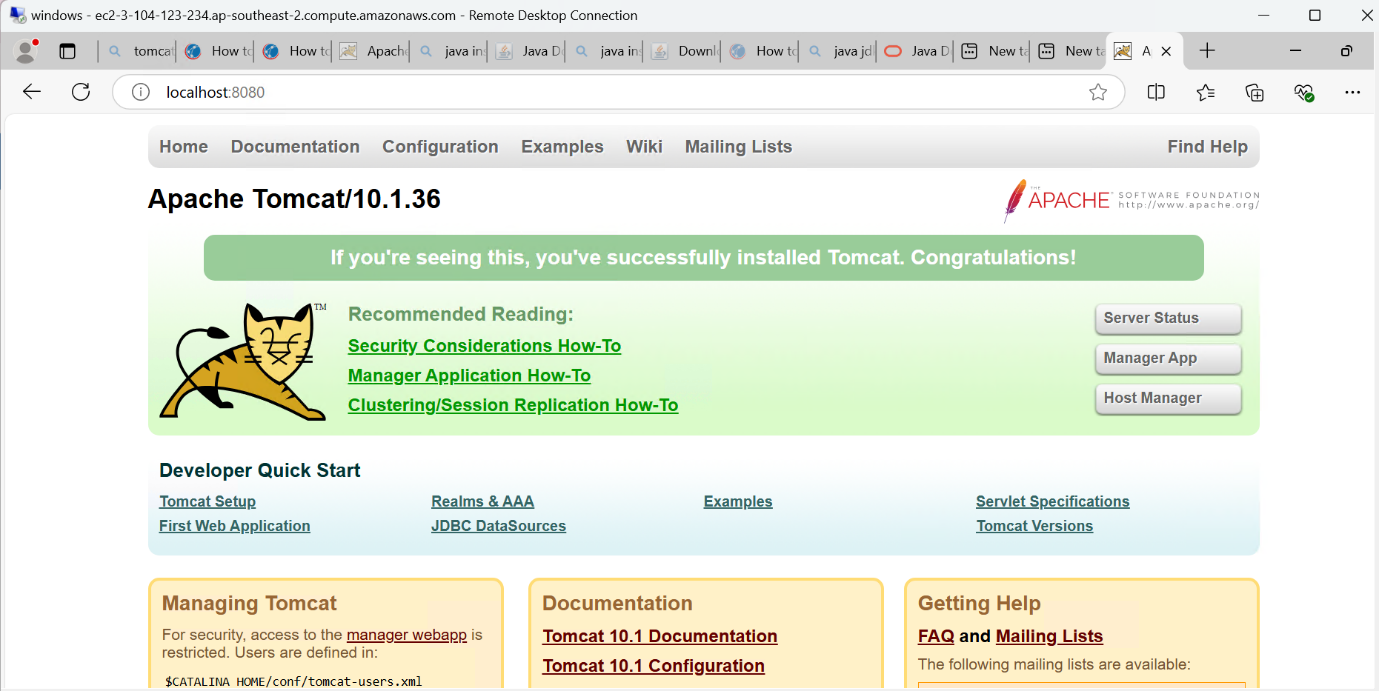 windows - ec2-3-104-123-234.ap-southeast-2.compute.amazonaws.com - Remote Desktop Connection
tomcat How to How to Apache java in Java D java in Downl How to java jd Java D New ta New ta A
localhost:8080
Home Documentation Configuration Examples Wiki Mailing Lists Find Help
Apache Tomcat/10.1.36
THE APACHE SOFTWARE FOUNDATION
http://www.apache.org/
If you're seeing this, you've successfully installed Tomcat. Congratulations!
TM
Recommended Reading:
Security Considerations How-To
Manager Application How-To
Clustering/Session Replication How-To
Server Status
Manager App
Host Manager
Developer Quick Start
Tomcat Setup Realms & AAA Examples Servlet Specifications
First Web Application JDBC DataSources Tomcat Versions
Managing Tomcat
For security, access to the manager webapp is
restricted. Users are defined in:
$CATALINA_HOME/conf/tomcat-users.xml
Documentation
Tomcat 10.1 Documentation
Tomcat 10.1 Configuration
Getting Help
FAQ and Mailing Lists
The following mailing lists are available: